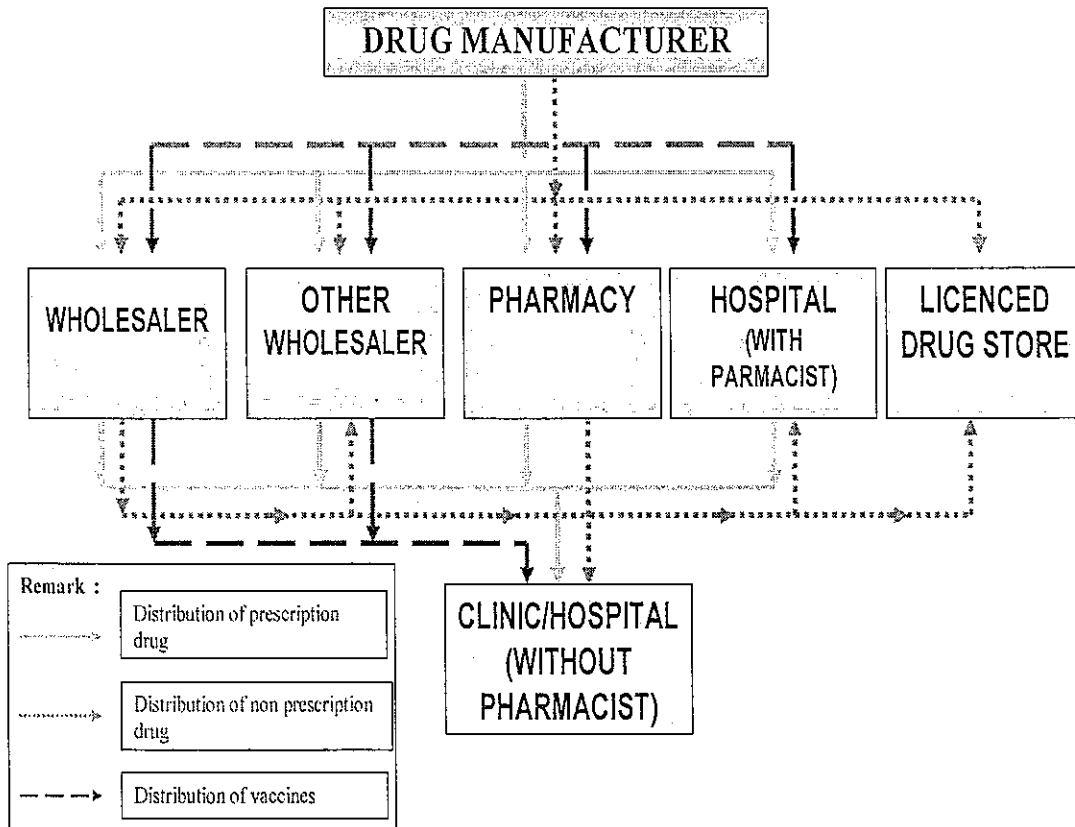 DRUG MANUFACTURER
WHOLESALER
OTHER
WHOLESALER
PHARMACY
HOSPITAL
(WITH
PARMACIST)
LICENCED
DRUG STORE
CLINIC/HOSPITAL
(WITHOUT
PHARMACIST)
Remark :
Distribution of prescription
drug
Distribution of non prescription
drug
Distribution of vaccines